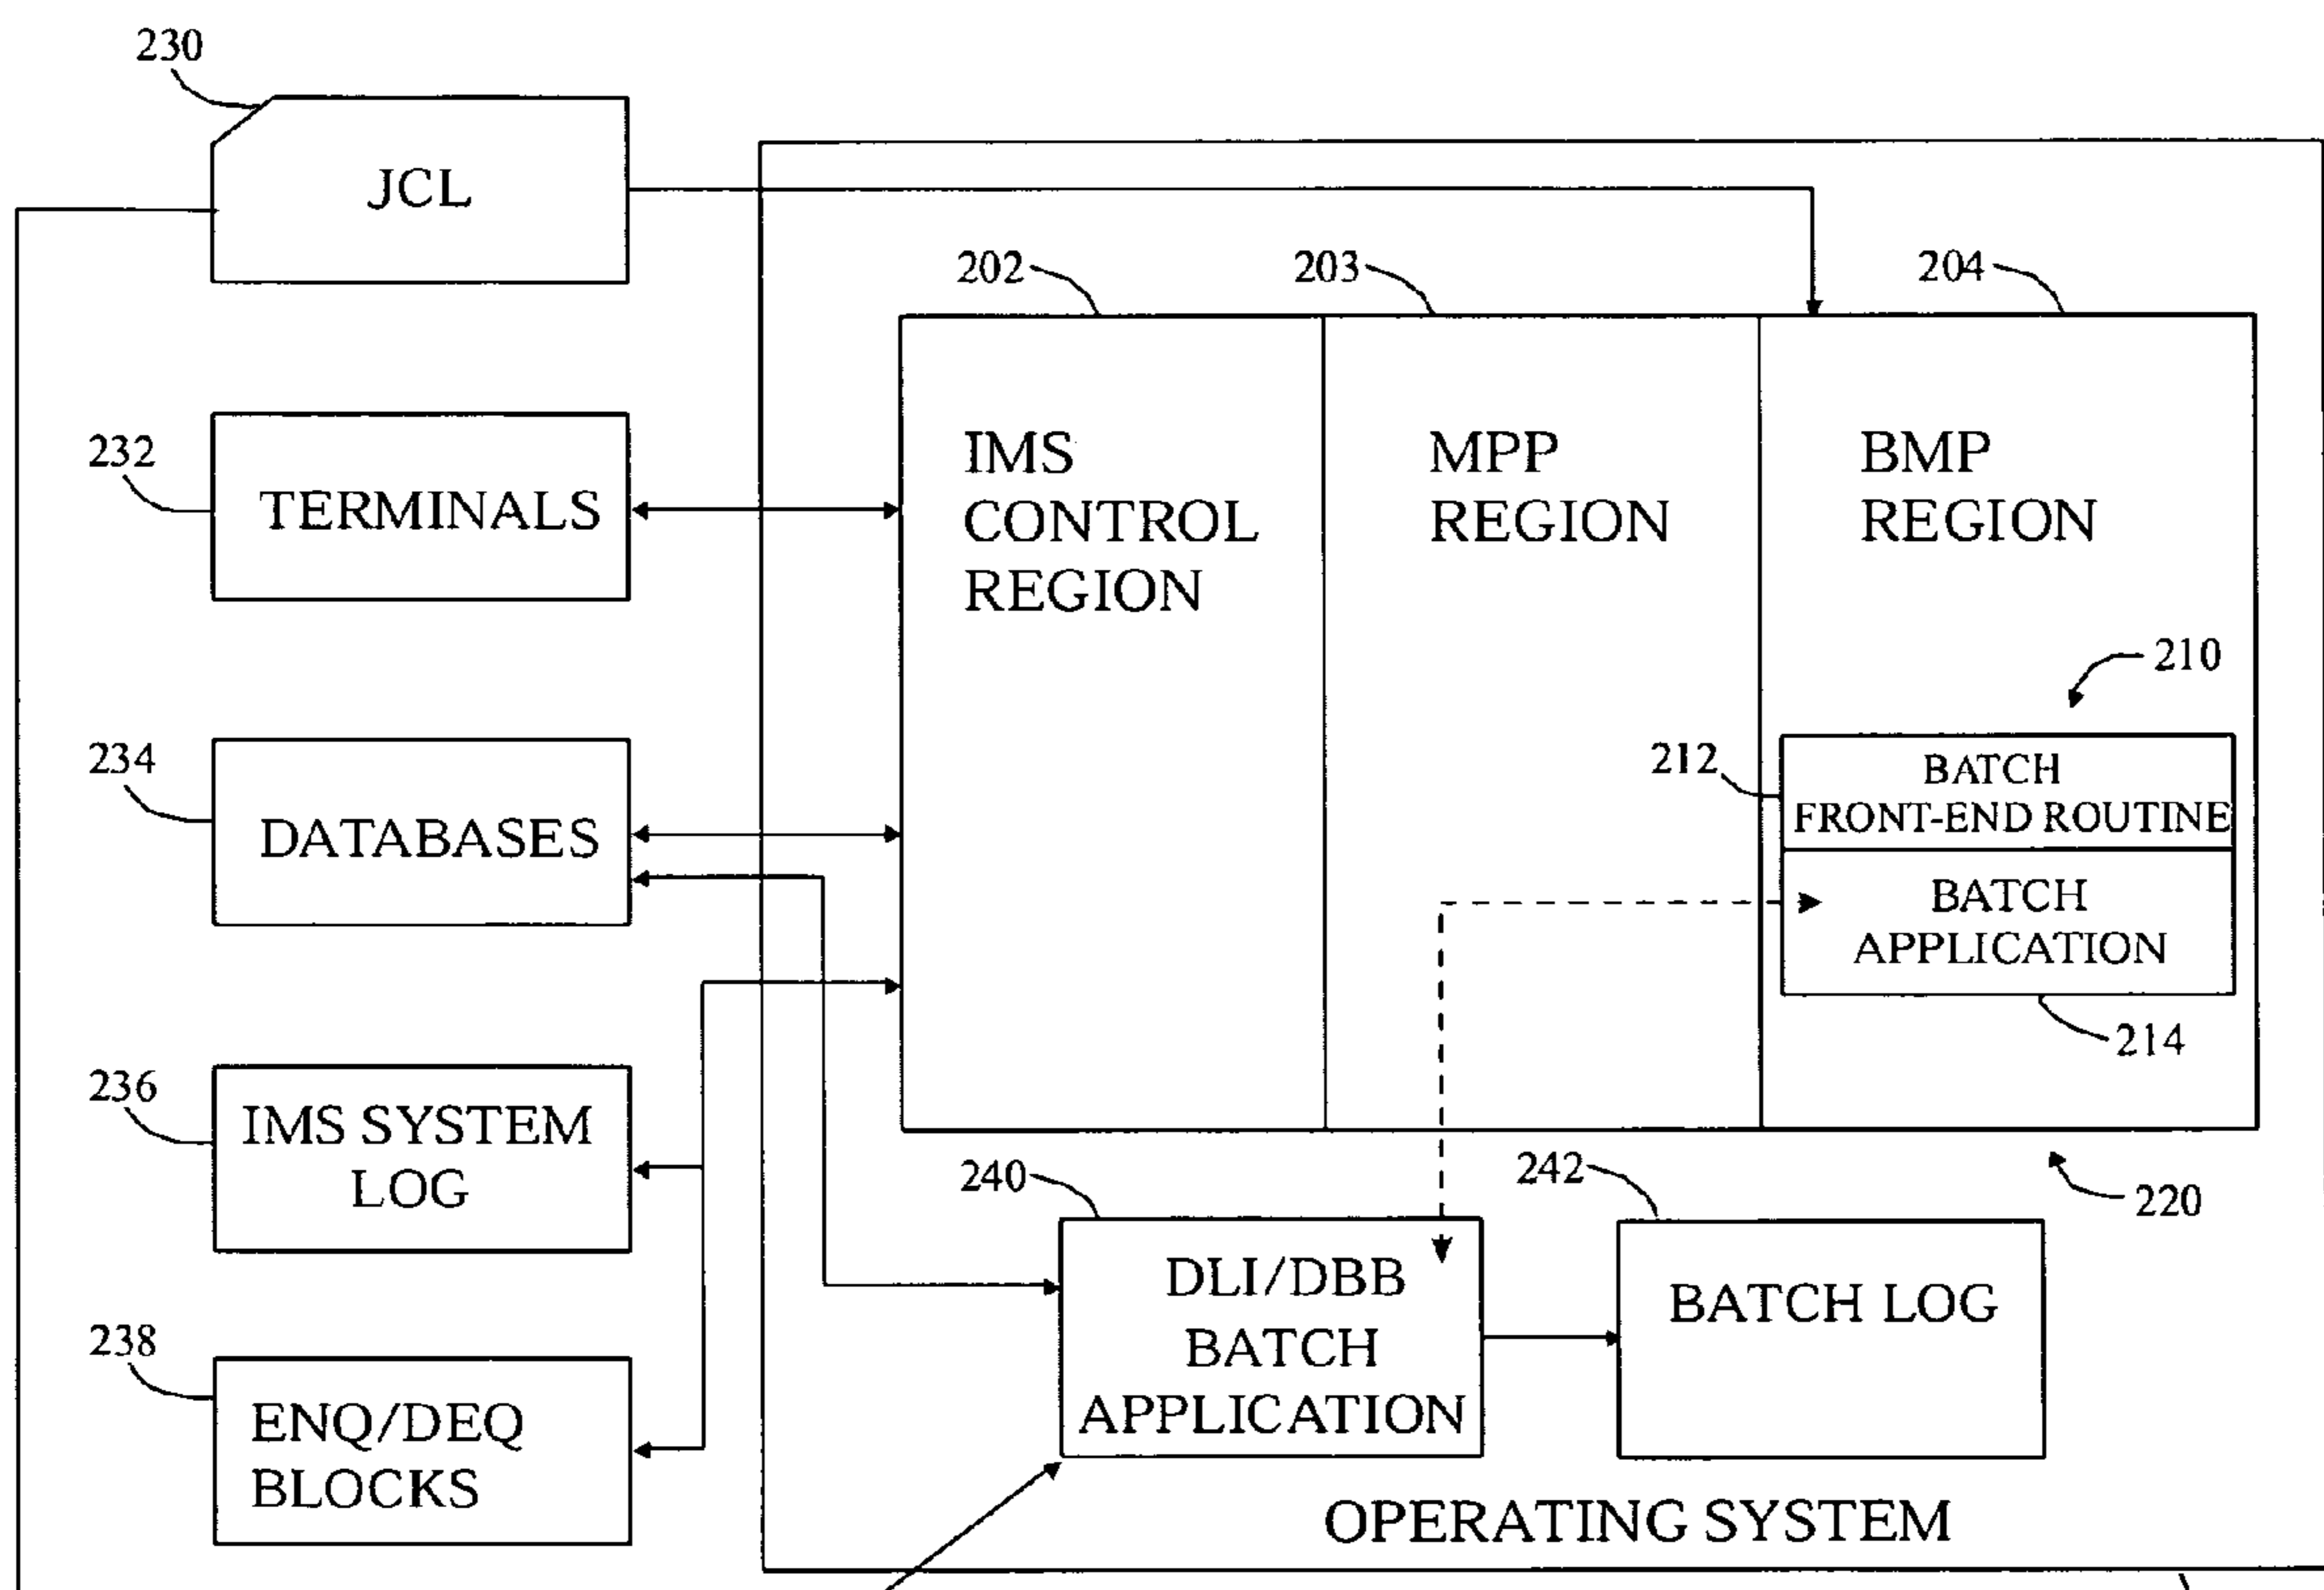 230
JCL
202
203
204
232
TERMINALS
IMS
CONTROL
REGION
MPP
REGION
BMP
REGION
210
234
DATABASES
212
BATCH
FRONT-END ROUTINE
BATCH
APPLICATION
214
236
IMS SYSTEM
LOG
240
242
220
238
ENQ/DEQ
BLOCKS
DLI/DBB
BATCH
APPLICATION
BATCH LOG
OPERATING SYSTEM